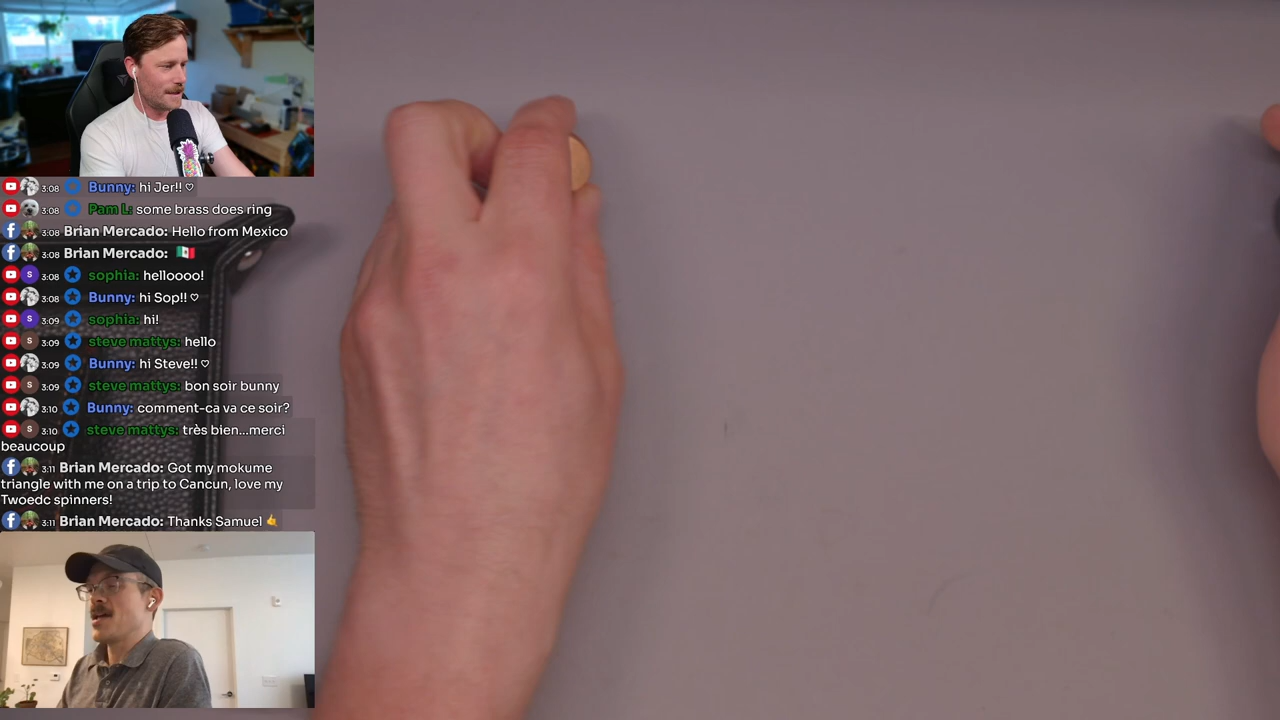 3:08 Bunny: hi Jer!! ♡
3:08 Pam L: some brass does ring
3:08 Brian Mercado: Hello from Mexico
3:08 Brian Mercado: 🇲🇽
S 3:08 sophia: helloooo!
3:08 Bunny: hi Sop!! ♡
S 3:09 sophia: hi!
S 3:09 steve mattys: hello
3:09 Bunny: hi Steve!! ♡
S 3:09 steve mattys: bon soir bunny
3:10 Bunny: comment-ca va ce soir?
S 3:10 steve mattys: très bien...merci
beaucoup
3:11 Brian Mercado: Got my mokume
triangle with me on a trip to Cancun, love my
Twoedc spinners!
3:11 Brian Mercado: Thanks Samuel 🤙